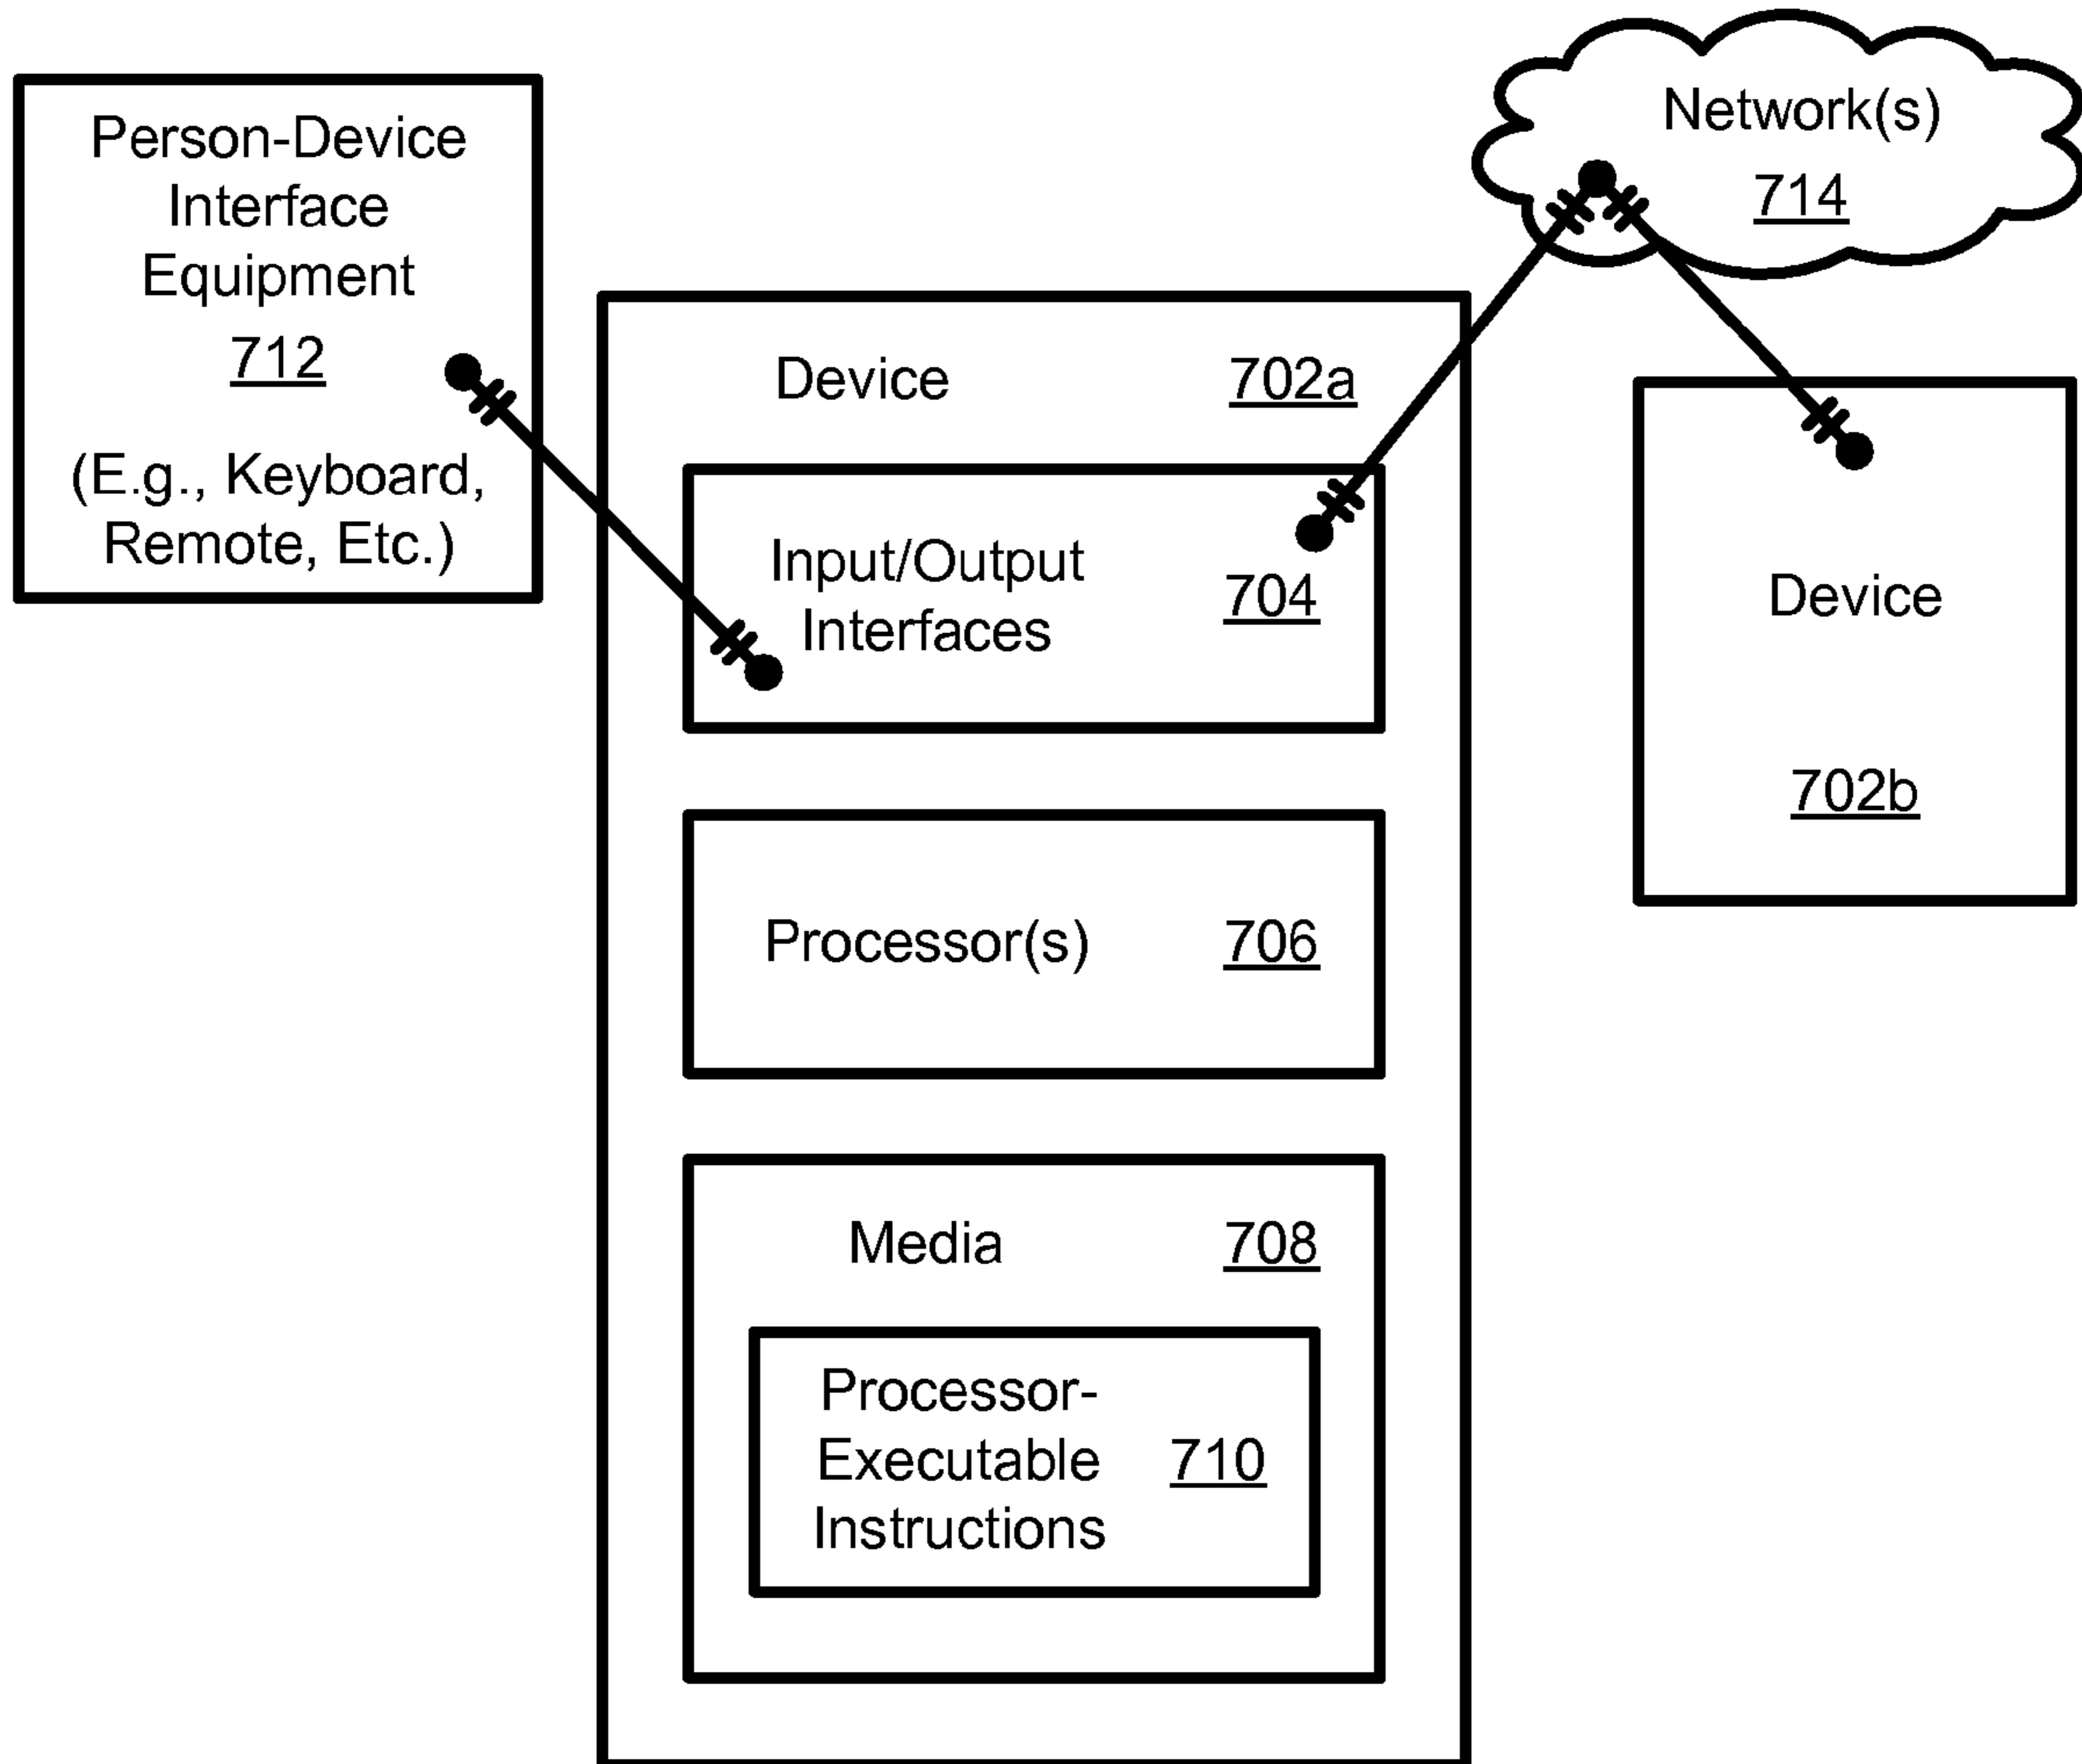 Person-Device
Interface
Equipment
712
(E.g., Keyboard,
Remote, Etc.)
Network(s)
714
Device 702a
Input/Output
Interfaces
704
Processor(s) 706
Media 708
Processor-
Executable
Instructions
710
Device
702b